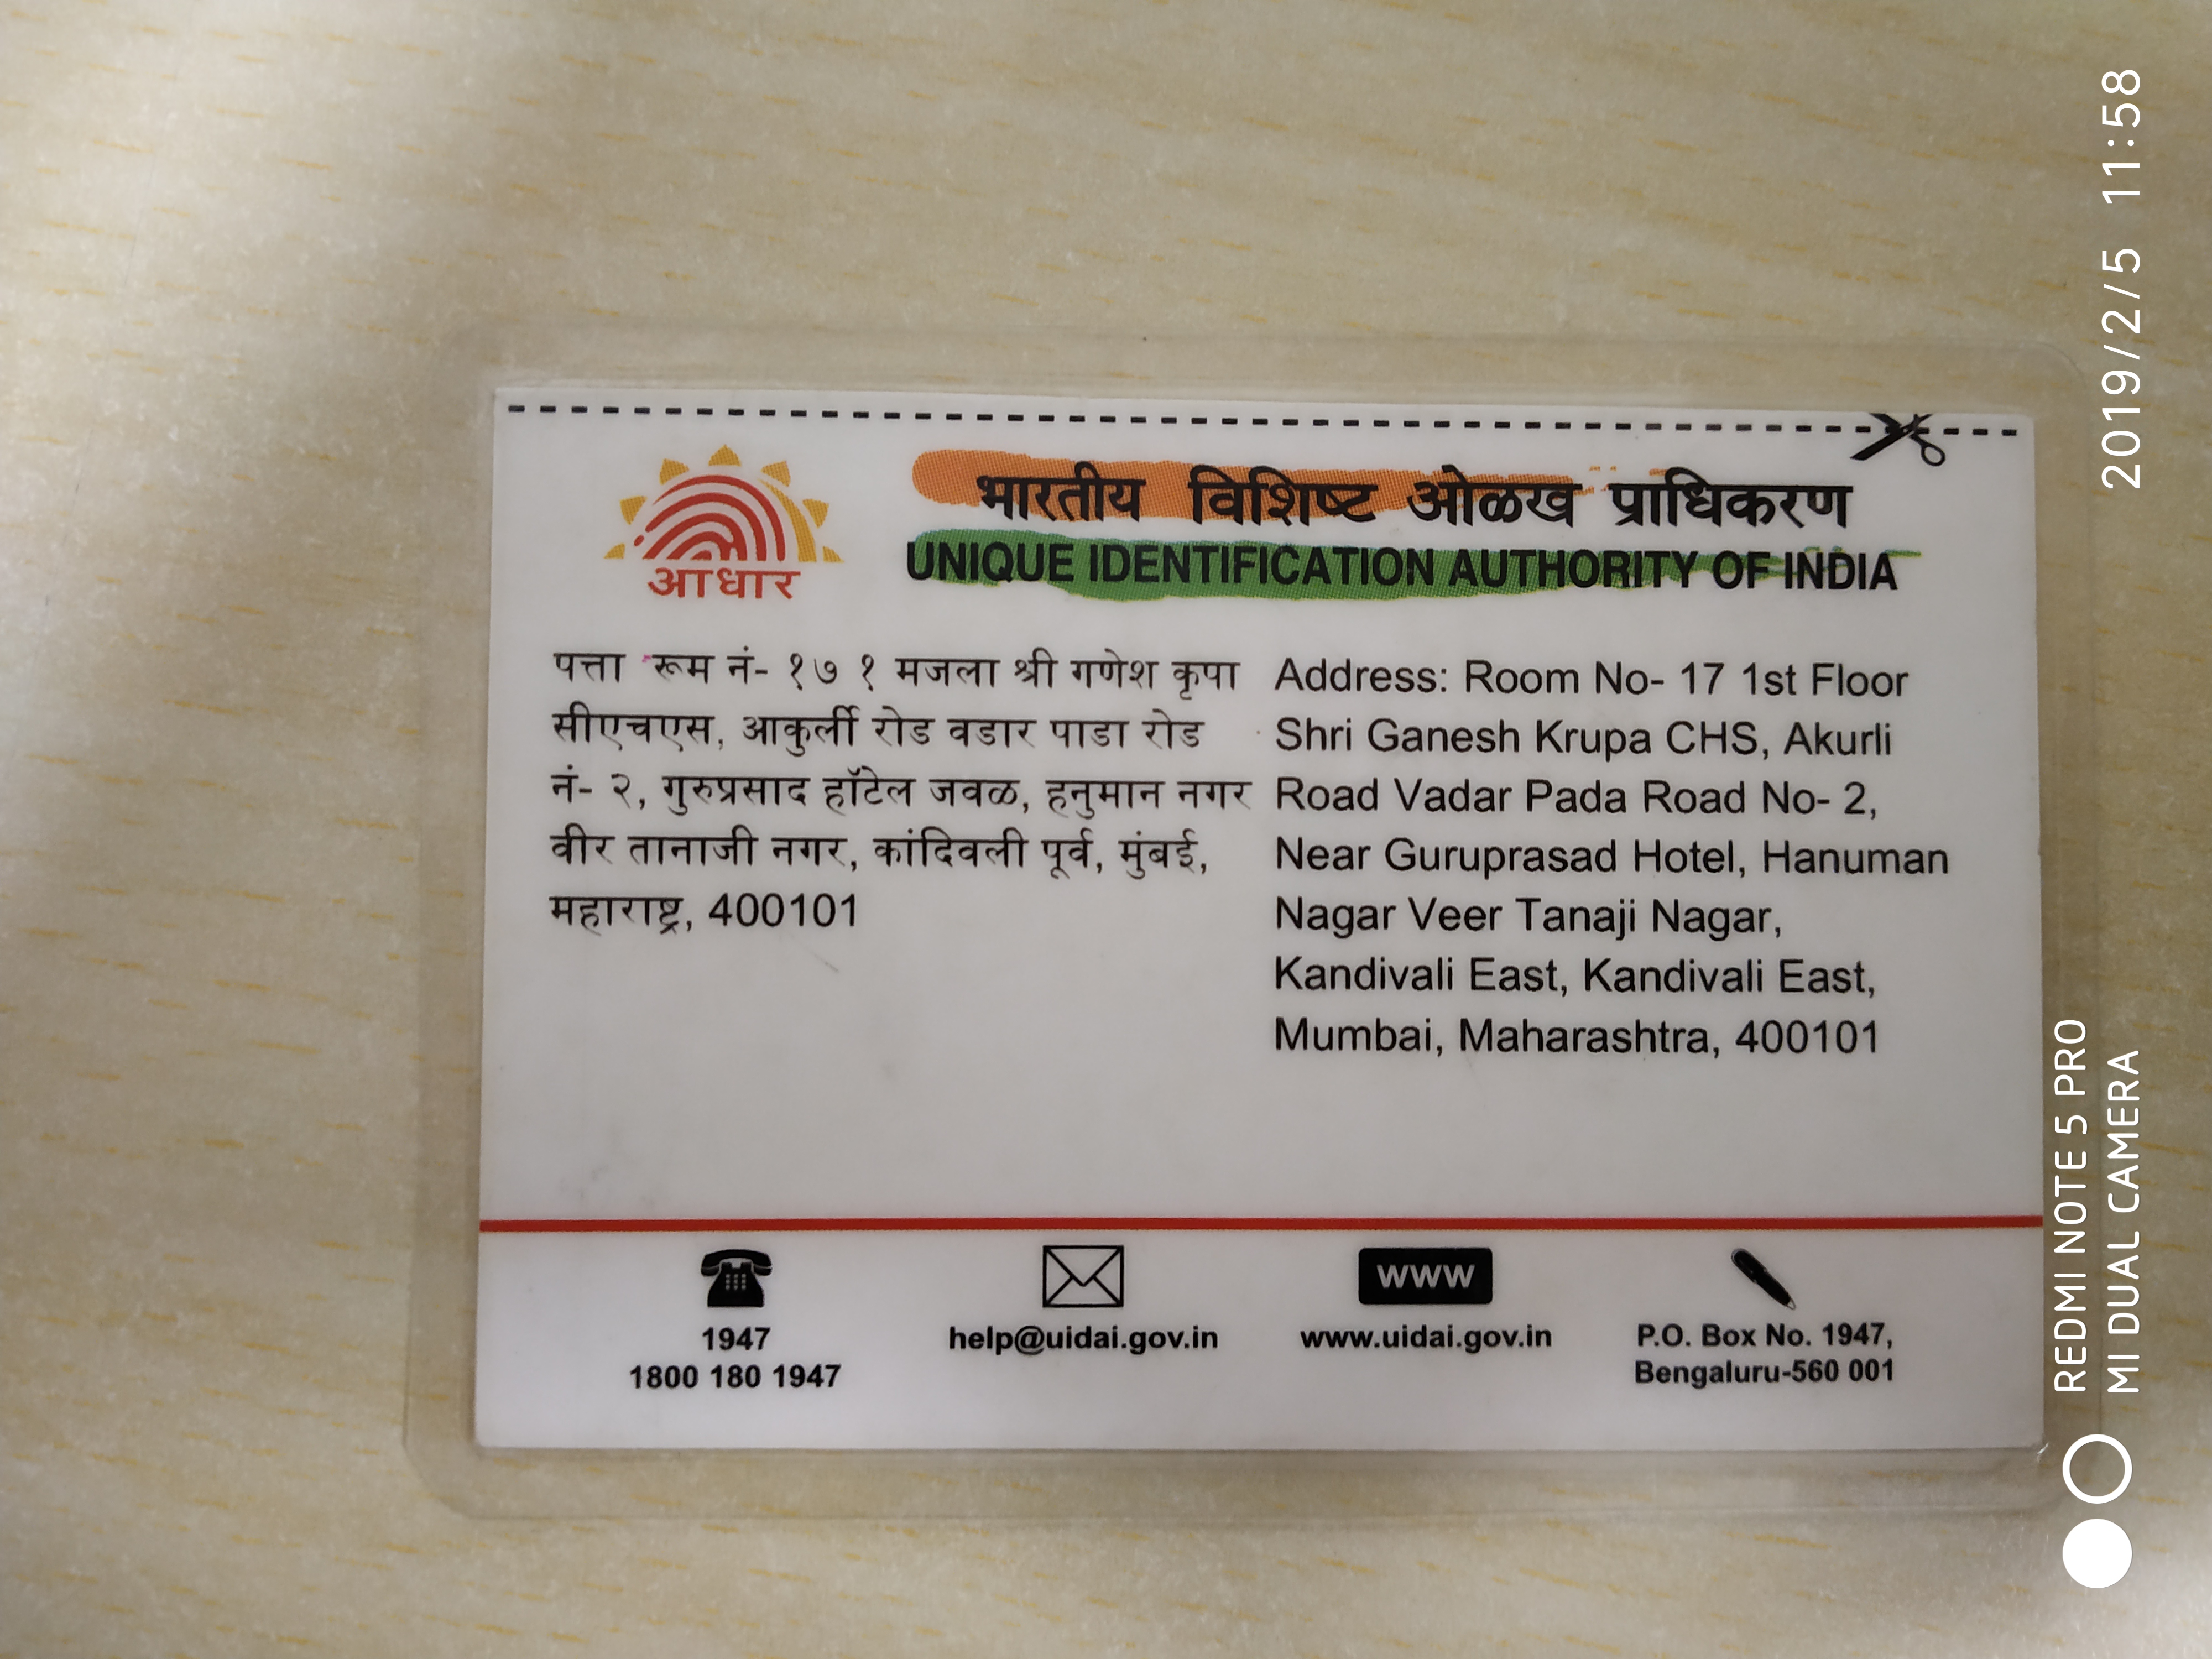 भारतीय विशिष्ट ओळख प्राधिकरण
UNIQUE IDENTIFICATION AUTHORITY OF INDIA
आधार
पत्ता रूम नं- १७ १ मजला श्री गणेश कृपा
सीएचएस, आकुर्ली रोड वडार पाडा रोड
नं- २, गुरुप्रसाद हॉटेल जवळ, हनुमान नगर
वीर तानाजी नगर, कांदिवली पूर्व, मुंबई,
महाराष्ट्र, 400101
Address: Room No- 17 1st Floor
Shri Ganesh Krupa CHS, Akurli
Road Vadar Pada Road No- 2,
Near Guruprasad Hotel, Hanuman
Nagar Veer Tanaji Nagar,
Kandivali East, Kandivali East,
Mumbai, Maharashtra, 400101
1947
1800 180 1947
help@uidai.gov.in
www
www.uidai.gov.in
P.O. Box No. 1947,
Bengaluru-560 001
REDMI NOTE 5 PRO
MI DUAL CAMERA
2019/2/5 11:58